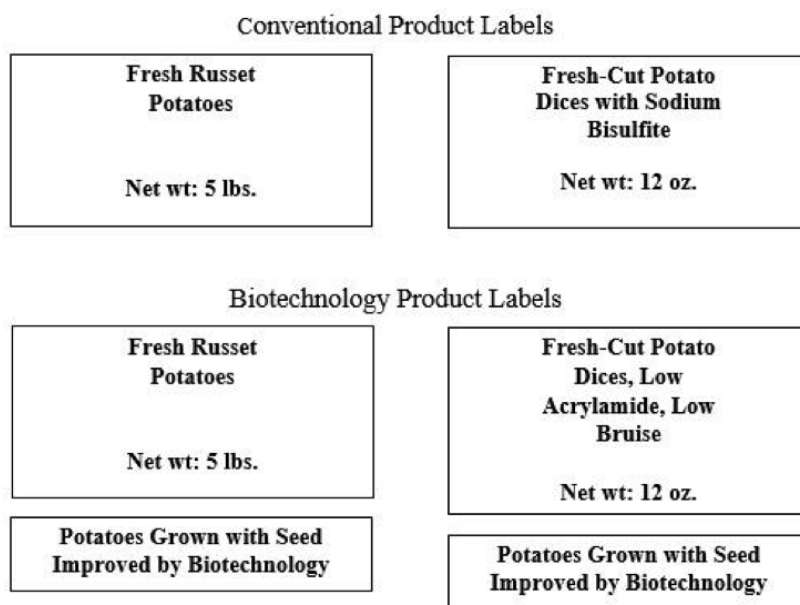 Conventional Product Labels
Fresh Russet
Potatoes
Net wt: 5 lbs.
Fresh-Cut Potato
Dices with Sodium
Bisulfite
Net wt: 12 oz.
Biotechnology Product Labels
Fresh Russet
Potatoes
Net wt: 5 lbs.
Potatoes Grown with Seed
Improved by Biotechnology
Fresh-Cut Potato
Dices, Low
Acrylamide, Low
Bruise
Net wt: 12 oz.
Potatoes Grown with Seed
Improved by Biotechnology